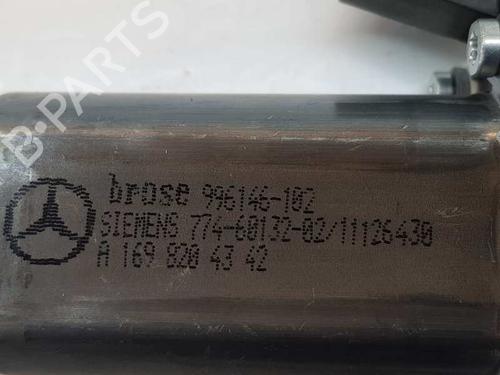 B-PARTS
brose 996146-102
SIEMENS 774-60132-02/11126430
A 169 820 43 42